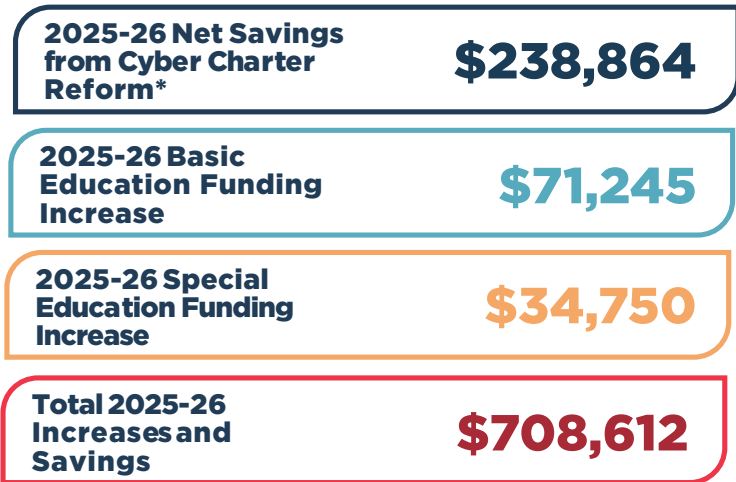 2025-26 Net Savings
from Cyber Charter
Reform*
$238,864
2025-26 Basic
Education Funding
Increase
$71,245
2025-26 Special
Education Funding
Increase
$34,750
Total 2025-26
Increases and
Savings
$708,612